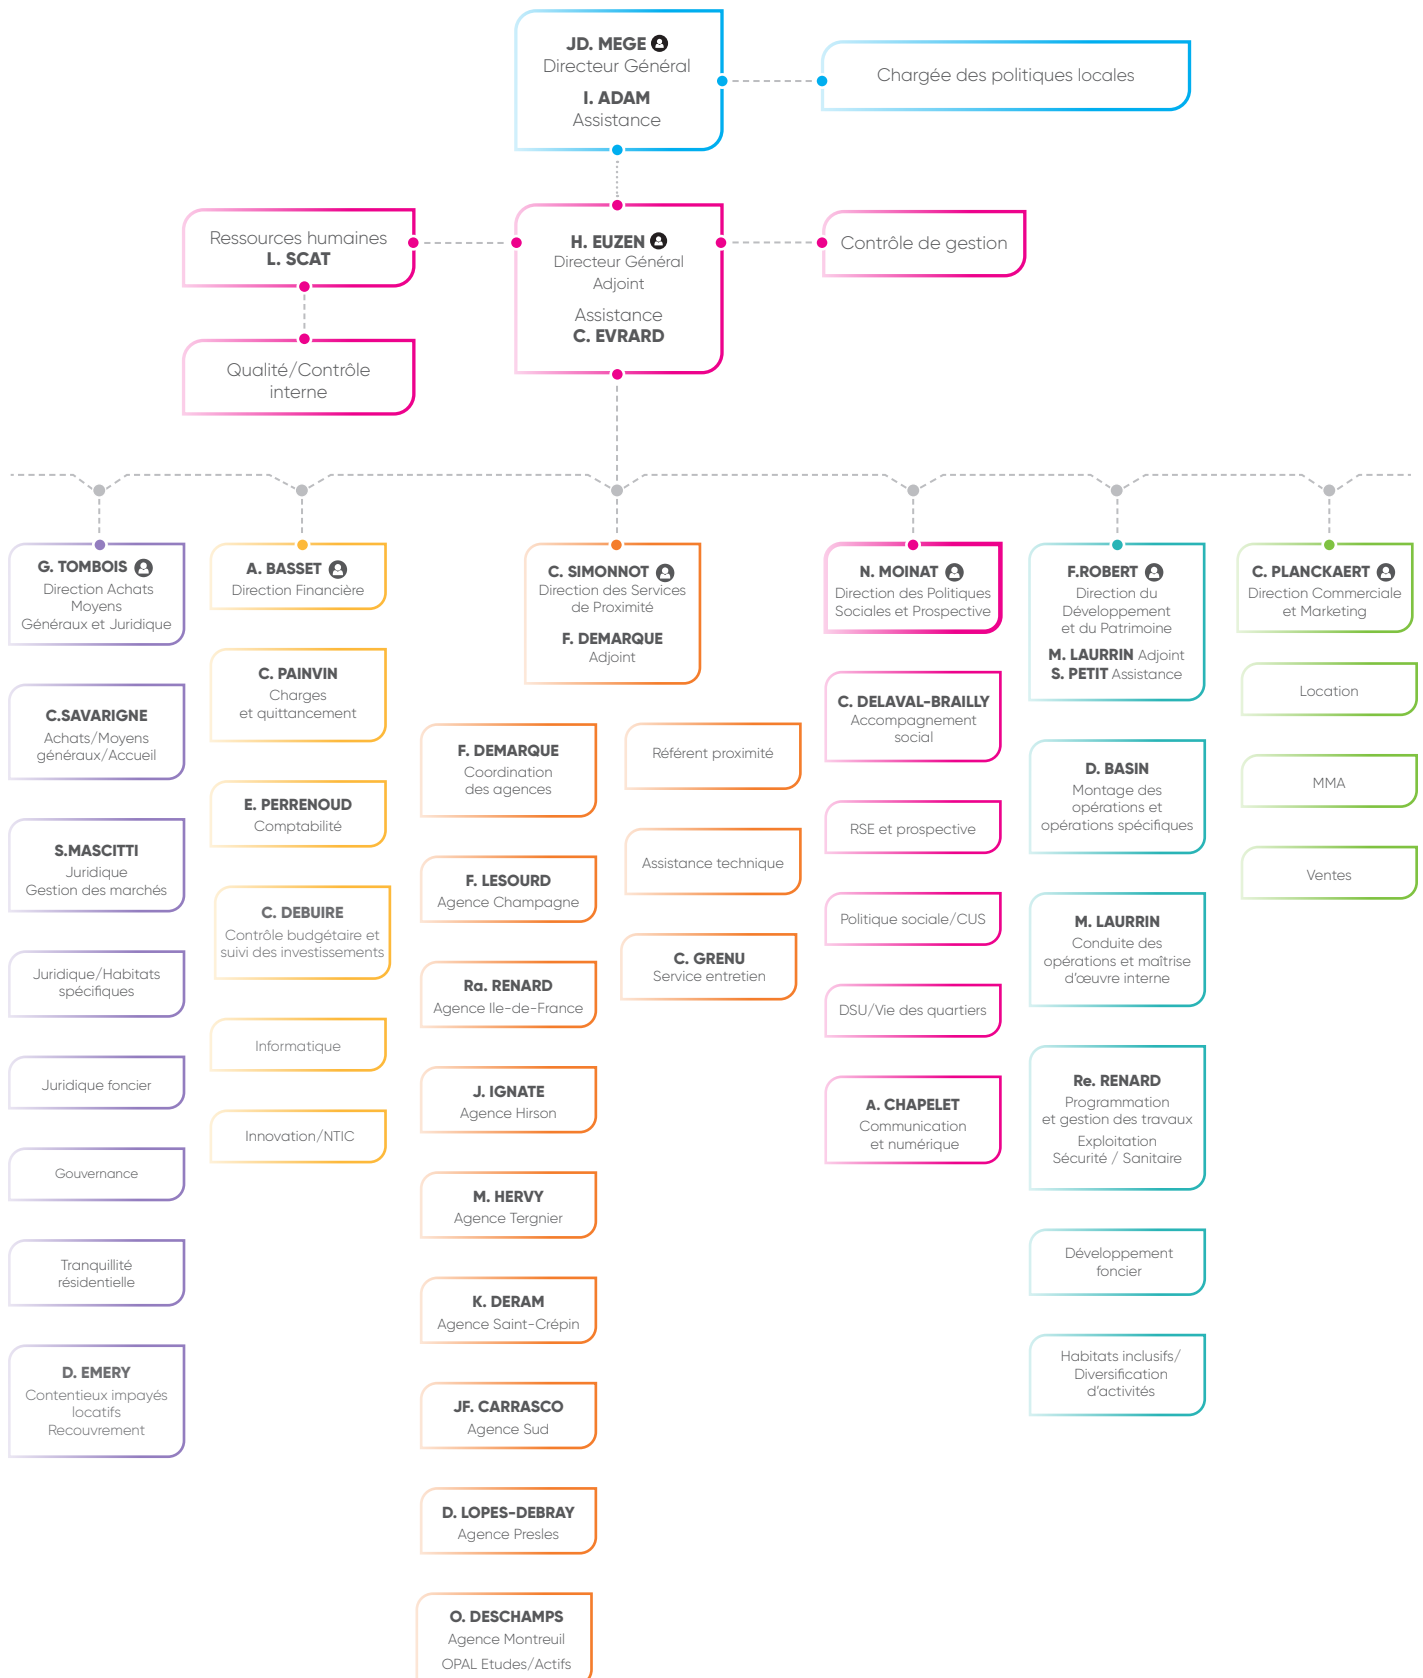 JD. MEGE
Directeur Général
I. ADAM
Assistance
Chargée des politiques locales
Ressources humaines
L. SCAT
H. EUZEN
Directeur Général
Adjoint
Assistance
C. EVRARD
Contrôle de gestion
Qualité/Contrôle
interne
G. TOMBOIS
Direction Achats
Moyens
Généraux et Juridique
C.SAVARIGNE
Achats/Moyens
généraux/Accueil
S.MASCITTI
Juridique
Gestion des marchés
Juridique/Habitats
spécifiques
Juridique foncier
Gouvernance
Tranquillité
résidentielle
D. EMERY
Contentieux impayés
locatifs
Recouvrement
A. BASSET
Direction Financière
C. PAINVIN
Charges
et quittancement
E. PERRENOUD
Comptabilité
C. DEBUIRE
Contrôle budgétaire et
suivi des investissements
Informatique
Innovation/NTIC
C. SIMONNOT
Direction des Services
de Proximité
F. DEMARQUE
Adjoint
F. DEMARQUE
Coordination
des agences
F. LESOURD
Agence Champagne
Ra. RENARD
Agence Ile-de-France
J. IGNATE
Agence Hirson
M. HERVY
Agence Tergnier
K. DERAM
Agence Saint-Crépin
JF. CARRASCO
Agence Sud
D. LOPES-DEBRAY
Agence Presles
O. DESCHAMPS
Agence Montreuil
OPAL Etudes/Actifs
Référent proximité
Assistance technique
C. GRENU
Service entretien
N. MOINAT
Direction des Politiques
Sociales et Prospective
C. DELAVAL-BRAILLY
Accompagnement
social
RSE et prospective
Politique sociale/CUS
DSU/Vie des quartiers
A. CHAPELET
Communication
et numérique
F.ROBERT
Direction du
Développement
et du Patrimoine
M. LAURRIN Adjoint
S. PETIT Assistance
D. BASIN
Montage des
opérations et
opérations spécifiques
M. LAURRIN
Conduite des
opérations et maîtrise
d'œuvre interne
Re. RENARD
Programmation
et gestion des travaux
Exploitation
Sécurité / Sanitaire
Développement
foncier
Habitats inclusifs/
Diversification
d'activités
C. PLANCKAERT
Direction Commerciale
et Marketing
Location
MMA
Ventes